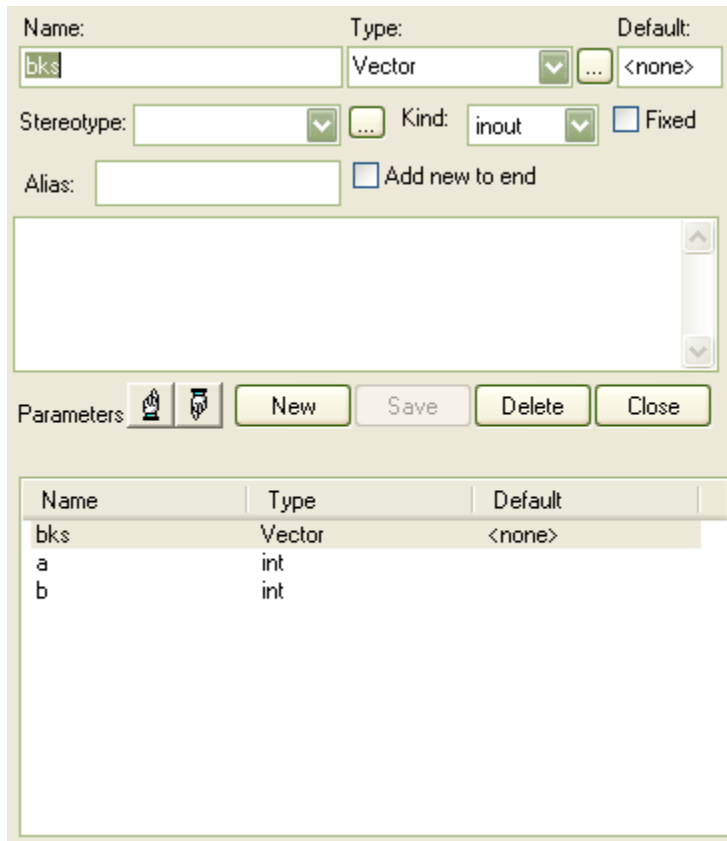 Name: Type: Default:
bks Vector ... <none>
Stereotype: ... Kind: inout Fixed
Alias: Add new to end
Parameters New Save Delete Close
Name Type Default
bks Vector <none>
a int
b int